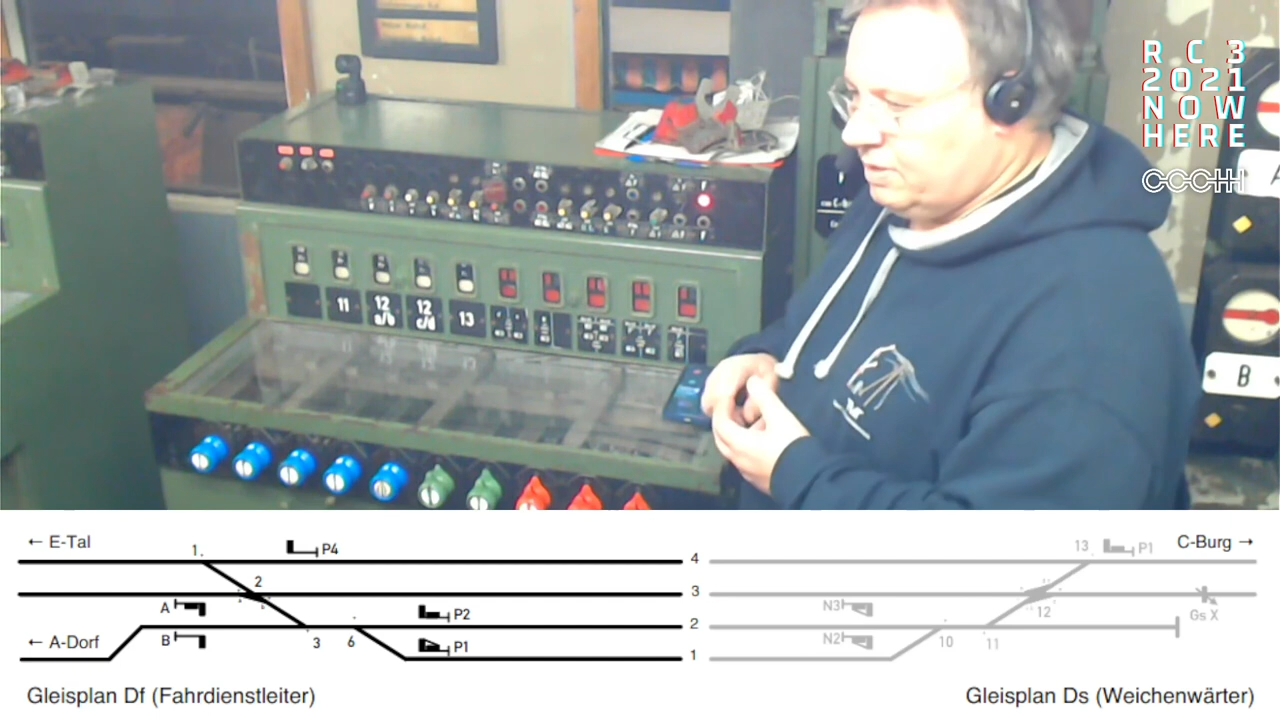 R C 3
2021
NOW
HERE
CCCHH
A
B
11
12
a/b
12
c/d
13
← E-Tal
1
P4
4
13
P1
C-Burg →
2
3
A
P2
N3
12
Gs X
← A-Dorf
B
3
6
P1
2
1
N2
10
11
Gleisplan Df (Fahrdienstleiter)
Gleisplan Ds (Weichenwärter)